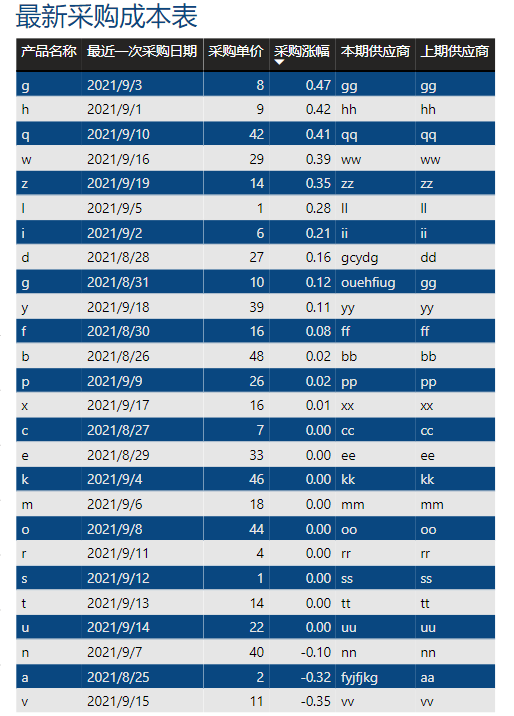 最新采购成本表
产品名称 最近一次采购日期 采购单价 采购涨幅 本期供应商 上期供应商
g 2021/9/3 8 0.47 gg gg
h 2021/9/1 9 0.42 hh hh
q 2021/9/10 42 0.41 qq qq
w 2021/9/16 29 0.39 ww ww
z 2021/9/19 14 0.35 zz zz
l 2021/9/5 1 0.28 ll ll
i 2021/9/2 6 0.21 ii ii
d 2021/8/28 27 0.16 gcydg dd
g 2021/8/31 10 0.12 ouehfiug gg
y 2021/9/18 39 0.11 yy yy
f 2021/8/30 16 0.08 ff ff
b 2021/8/26 48 0.02 bb bb
p 2021/9/9 26 0.02 pp pp
x 2021/9/17 16 0.01 xx xx
c 2021/8/27 7 0.00 cc cc
e 2021/8/29 33 0.00 ee ee
k 2021/9/4 46 0.00 kk kk
m 2021/9/6 18 0.00 mm mm
o 2021/9/8 44 0.00 oo oo
r 2021/9/11 4 0.00 rr rr
s 2021/9/12 1 0.00 ss ss
t 2021/9/13 14 0.00 tt tt
u 2021/9/14 22 0.00 uu uu
n 2021/9/7 40 -0.10 nn nn
a 2021/8/25 2 -0.32 fyjfjkg aa
v 2021/9/15 11 -0.35 vv vv